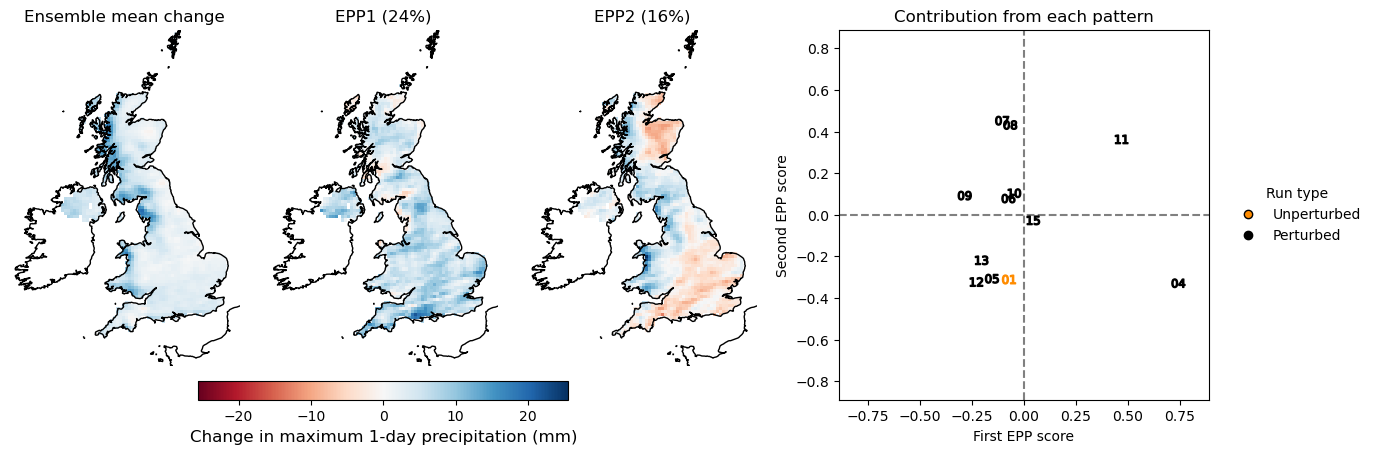 Ensemble mean change
EPP1 (24%)
EPP2 (16%)
−20 −10 0 10 20
Change in maximum 1-day precipitation (mm)
Contribution from each pattern
Second EPP score
0.8
0.6
0.4
0.2
0.0
−0.2
−0.4
−0.6
−0.8
07
08
11
09
10
06
15
13
12
05
01
04
−0.75 −0.50 −0.25 0.00 0.25 0.50 0.75
First EPP score
Run type
Unperturbed
Perturbed